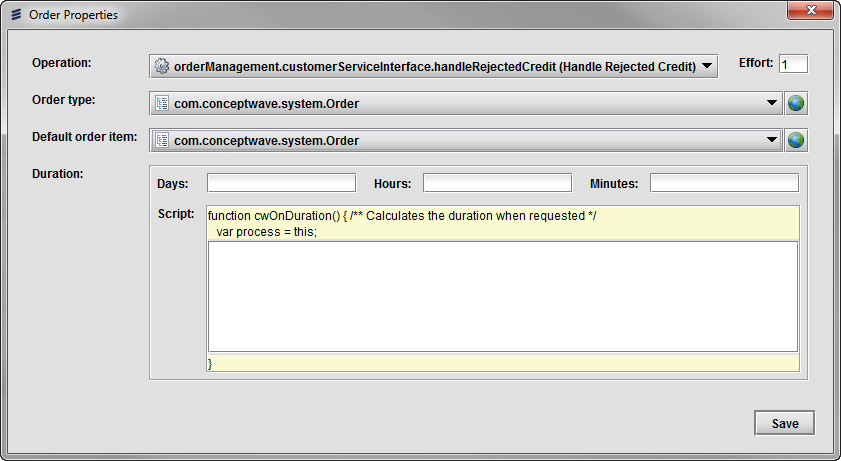 Order Properties
Operation: orderManagement.customerServiceInterface.handleRejectedCredit (Handle Rejected Credit) Effort: 1
Order type: com.conceptwave.system.Order
Default order item: com.conceptwave.system.Order
Duration:
Days: Hours: Minutes:
Script: function cwOnDuration() { /** Calculates the duration when requested */
var process = this;
}
Save